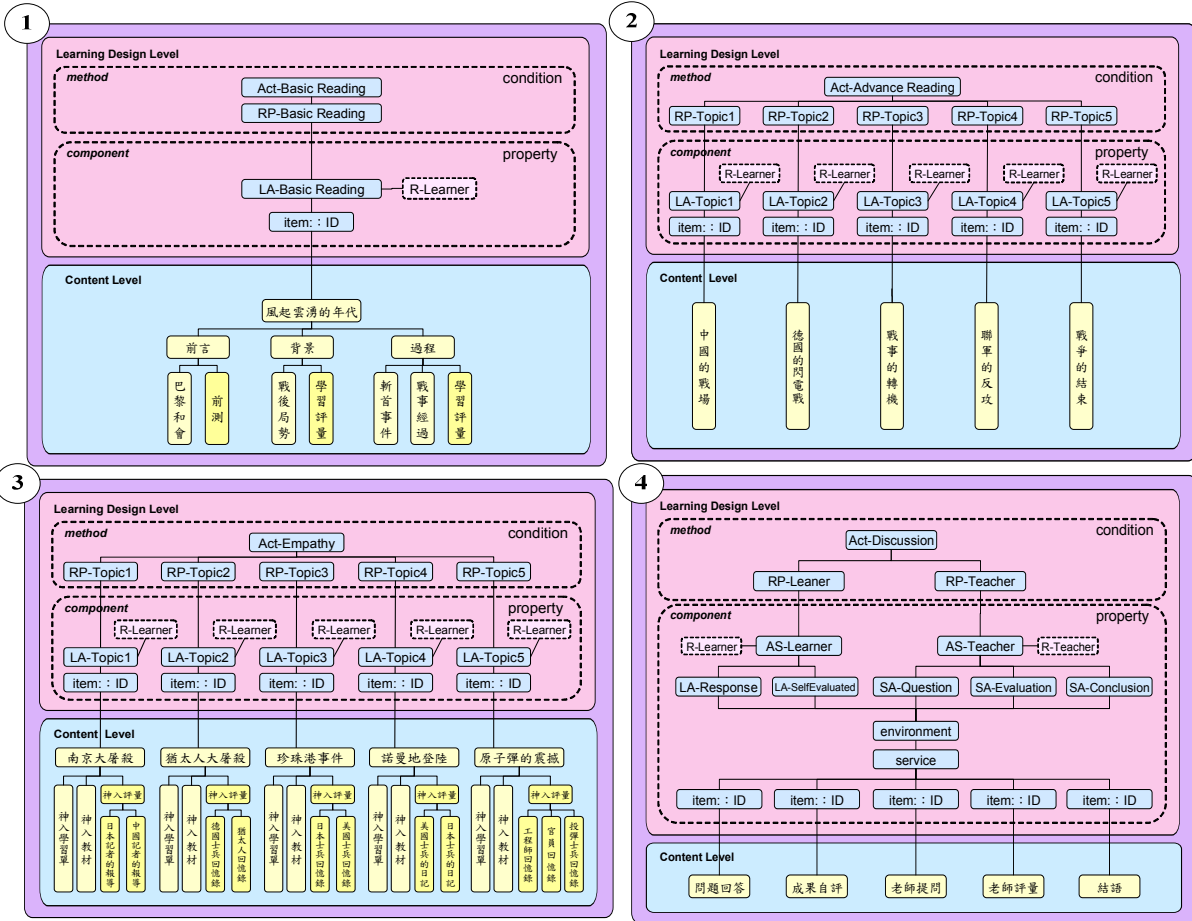 1
Learning Design Level
method
condition
Act-Basic Reading
RP-Basic Reading
component
property
LA-Basic Reading
R-Learner
item:：ID
Content Level
風起雲湧的年代
前言
背景
過程
巴黎和會
前測
戰後局勢
學習評量
斬首事件
戰事經過
學習評量
2
Learning Design Level
method
condition
Act-Advance Reading
RP-Topic1
RP-Topic2
RP-Topic3
RP-Topic4
RP-Topic5
component
property
R-Learner
R-Learner
R-Learner
R-Learner
R-Learner
LA-Topic1
LA-Topic2
LA-Topic3
LA-Topic4
LA-Topic5
item:：ID
item:：ID
item:：ID
item:：ID
item:：ID
Content Level
中國的戰場
德國的閃電戰
戰事的轉機
聯軍的反攻
戰爭的結束
3
Learning Design Level
method
condition
Act-Empathy
RP-Topic1
RP-Topic2
RP-Topic3
RP-Topic4
RP-Topic5
component
property
R-Learner
R-Learner
R-Learner
R-Learner
R-Learner
LA-Topic1
LA-Topic2
LA-Topic3
LA-Topic4
LA-Topic5
item:：ID
item:：ID
item:：ID
item:：ID
item:：ID
Content Level
南京大屠殺
猶太人大屠殺
珍珠港事件
諾曼地登陸
原子彈的震撼
神入學習單
神入教材
神入評量
日本記者的報導
中國記者的報導
神入學習單
神入教材
神入評量
德國士兵回憶錄
猶太人回憶錄
神入學習單
神入教材
神入評量
日本士兵回憶錄
美國士兵回憶錄
神入學習單
神入教材
神入評量
美國士兵的日記
日本士兵的日記
神入學習單
神入教材
神入評量
工程師回憶錄
官員回憶錄
投彈士兵回憶錄
4
Learning Design Level
method
condition
Act-Discussion
RP-Leaner
RP-Teacher
component
property
R-Learner
AS-Learner
AS-Teacher
R-Teacher
LA-Response
LA-SelfEvaluated
SA-Question
SA-Evaluation
SA-Conclusion
environment
service
item:：ID
item:：ID
item:：ID
item:：ID
item:：ID
Content Level
問題回答
成果自評
老師提問
老師評量
結語